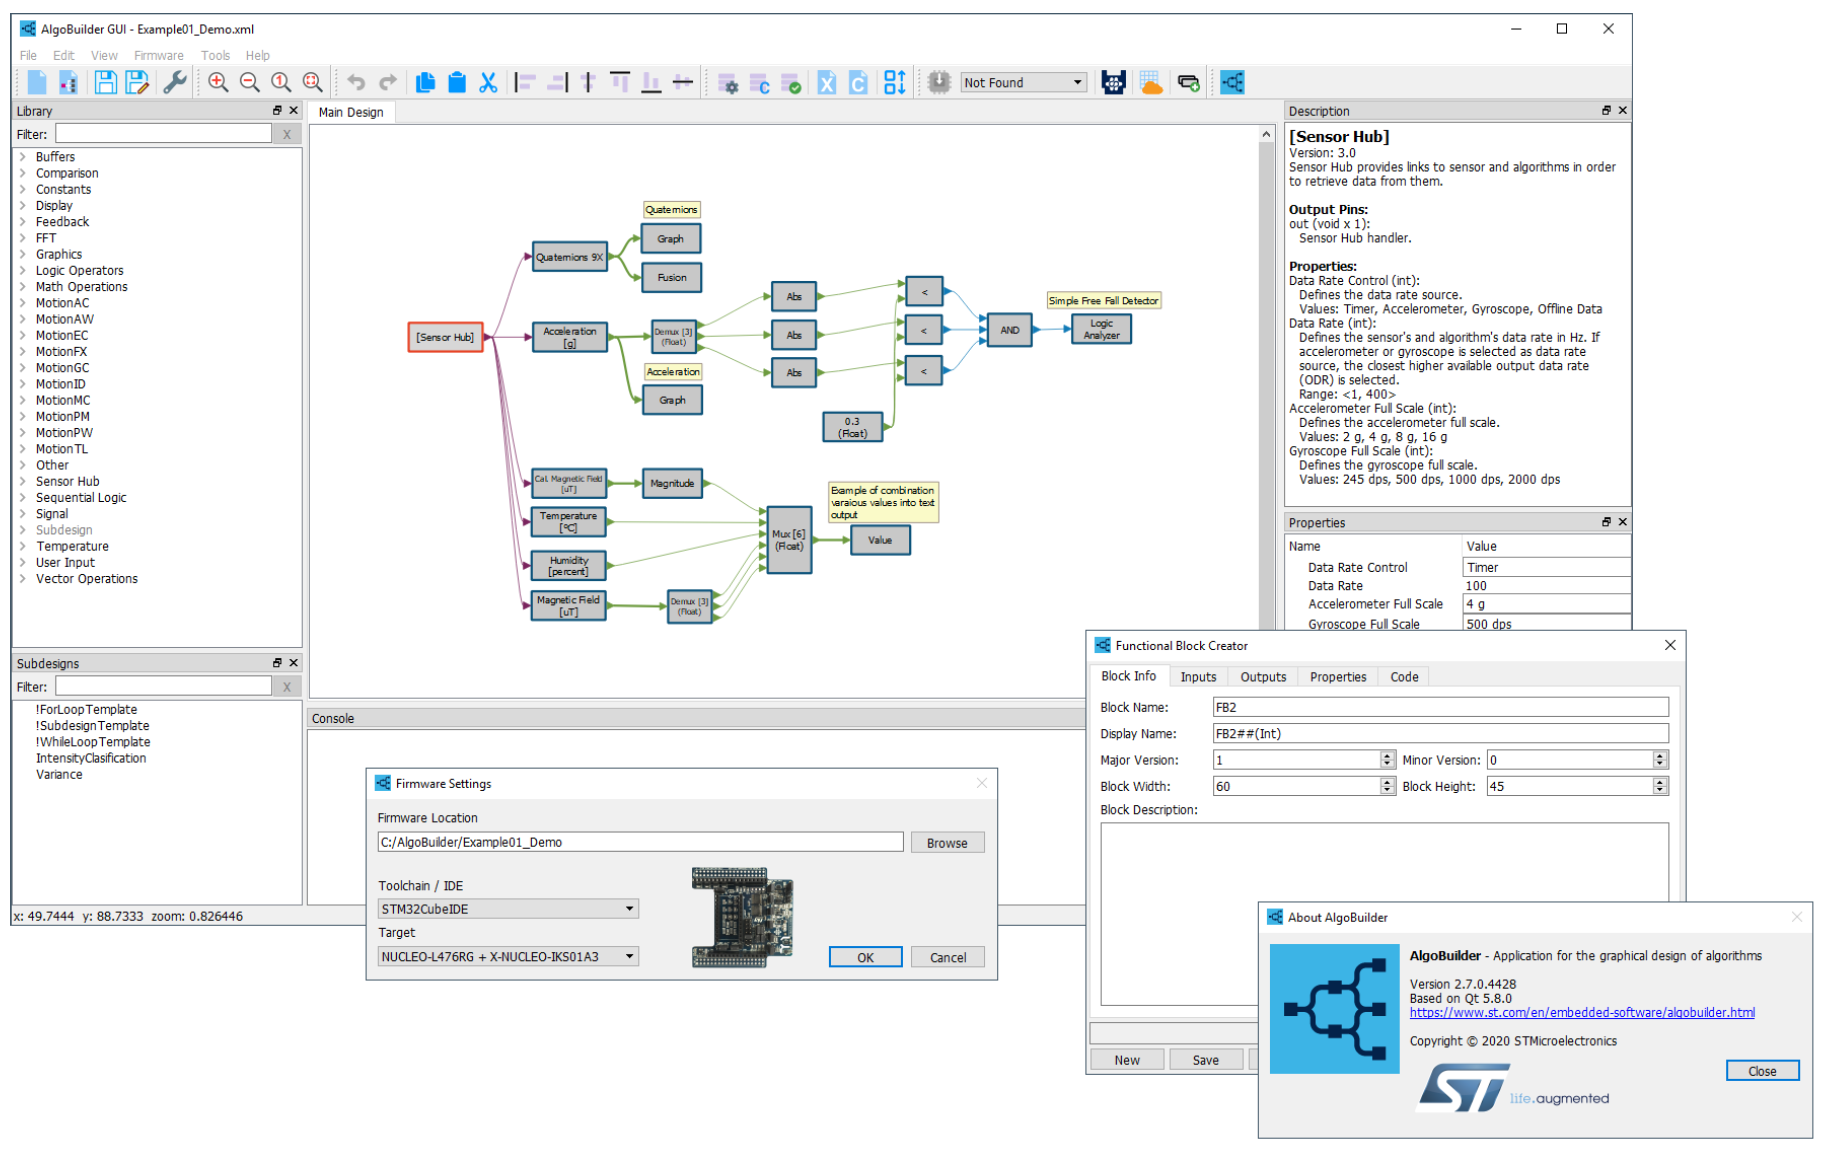 AlgoBuilder GUI - Example01_Demo.xml
File Edit View Firmware Tools Help
Not Found
Library
Filter:
X
Buffers
Comparison
Constants
Display
Feedback
FFT
Graphics
Logic Operators
Math Operations
MotionAC
MotionAW
MotionEC
MotionFX
MotionGC
MotionID
MotionMC
MotionPM
MotionPW
MotionTL
Other
Sensor Hub
Sequential Logic
Signal
Subdesign
Temperature
User Input
Vector Operations
Subdesigns
Filter:
X
!ForLoopTemplate
!SubdesignTemplate
!WhileLoopTemplate
IntensityClasification
Variance
x: 49.7444 y: 88.7333 zoom: 0.826446
Main Design
Quaternions
Graph
Quaternions 9X
Fusion
[Sensor Hub]
Acceleration
[g]
Demux [3]
(Float)
Abs
Abs
Abs
<
<
<
AND
Simple Free Fall Detector
Logic
Analyzer
Acceleration
Graph
0.3
(Float)
Cal. Magnetic Field
[uT]
Magnitude
Temperature
[ºC]
Humidity
[percent]
Magnetic Field
[uT]
Demux [3]
(Float)
Mux [6]
(Float)
Example of combination
varaious values into text
output
Value
Console
Description
[Sensor Hub]
Version: 3.0
Sensor Hub provides links to sensor and algorithms in order
to retrieve data from them.
Output Pins:
out (void x 1):
Sensor Hub handler.
Properties:
Data Rate Control (int):
Defines the data rate source.
Values: Timer, Accelerometer, Gyroscope, Offline Data
Data Rate (int):
Defines the sensor's and algorithm's data rate in Hz. If
accelerometer or gyroscope is selected as data rate
source, the closest higher available output data rate
(ODR) is selected.
Range: <1, 400>
Accelerometer Full Scale (int):
Defines the accelerometer full scale.
Values: 2 g, 4 g, 8 g, 16 g
Gyroscope Full Scale (int):
Defines the gyroscope full scale.
Values: 245 dps, 500 dps, 1000 dps, 2000 dps
Properties
Name Value
Data Rate Control Timer
Data Rate 100
Accelerometer Full Scale 4 g
Gyroscope Full Scale 500 dps
Firmware Settings
Firmware Location
C:/AlgoBuilder/Example01_Demo
Browse
Toolchain / IDE
STM32CubeIDE
Target
NUCLEO-L476RG + X-NUCLEO-IKS01A3
OK Cancel
Functional Block Creator
Block Info Inputs Outputs Properties Code
Block Name: FB2
Display Name: FB2##(Int)
Major Version: 1 Minor Version: 0
Block Width: 60 Block Height: 45
Block Description:
New Save
About AlgoBuilder
AlgoBuilder - Application for the graphical design of algorithms
Version 2.7.0.4428
Based on Qt 5.8.0
https://www.st.com/en/embedded-software/algobuilder.html
Copyright © 2020 STMicroelectronics
Close
ST
life.augmented